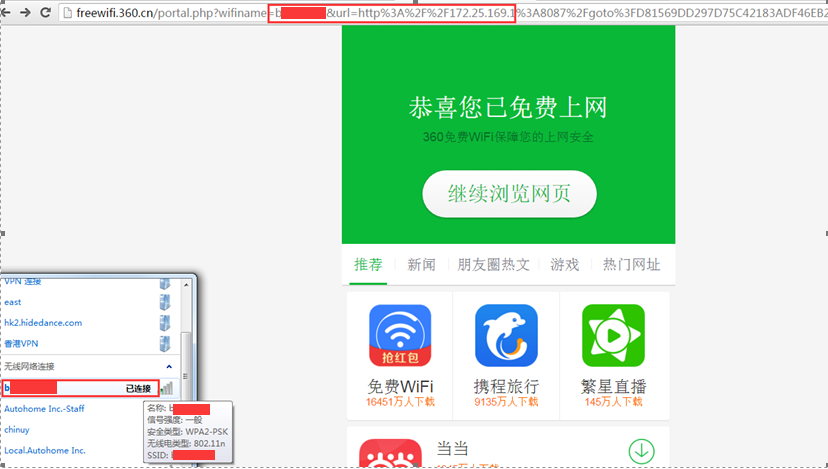 freewifi.360.cn/portal.php?wifiname=b &url=http%3A%2F%2F172.25.169.1%3A8087%2Fgoto%3FD81569DD297D75C42183ADF46EB2
恭喜您已免费上网
360免费WiFi保障您的上网安全
继续浏览网页
推荐
新闻
朋友圈热文
游戏
热门网址
抢红包
免费WiFi
16451万人下载
携程旅行
9135万人下载
繁星直播
145万人下载
当当
VPN 连接
east
hk2.hidedance.com
香港VPN
无线网络连接
b 已连接
Autohome Inc.-Staff
chinuy
Local.Autohome Inc.
名称: b
信号强度: 一般
安全类型: WPA2-PSK
无线电类型: 802.11n
SSID: